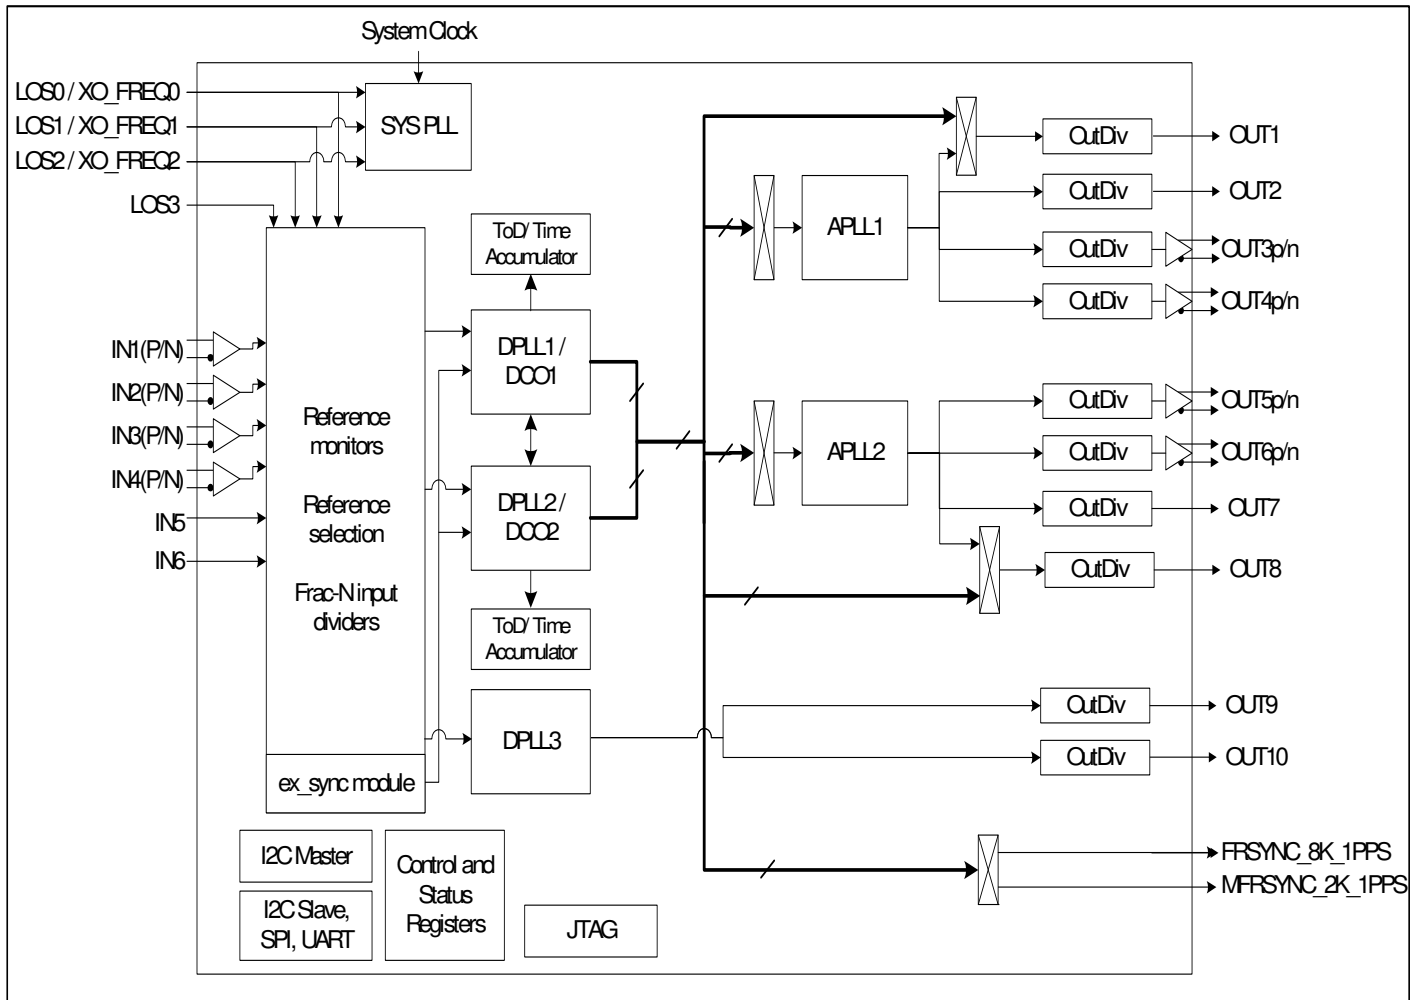 System Clock
LOS0 / XO_FREQ0
LOS1 / XO_FREQ1
LOS2 / XO_FREQ2
LOS3
SYS PLL
ToD/ Time
Accumulator
IN1(P/N)
IN2(P/N)
IN3(P/N)
IN4(P/N)
IN5
IN6
Reference
monitors
Reference
selection
Frac-N input
dividers
ex_sync module
DPLL1 /
DCO1
DPLL2 /
DCO2
ToD/ Time
Accumulator
DPLL3
APLL1
APLL2
OutDiv
OUT1
OutDiv
OUT2
OutDiv
OUT3p/n
OutDiv
OUT4p/n
OutDiv
OUT5p/n
OutDiv
OUT6p/n
OutDiv
OUT7
OutDiv
OUT8
OutDiv
OUT9
OutDiv
OUT10
FRSYNC_8K_1PPS
MFRSYNC_2K_1PPS
I2C Master
I2C Slave,
SPI, UART
Control and
Status
Registers
JTAG